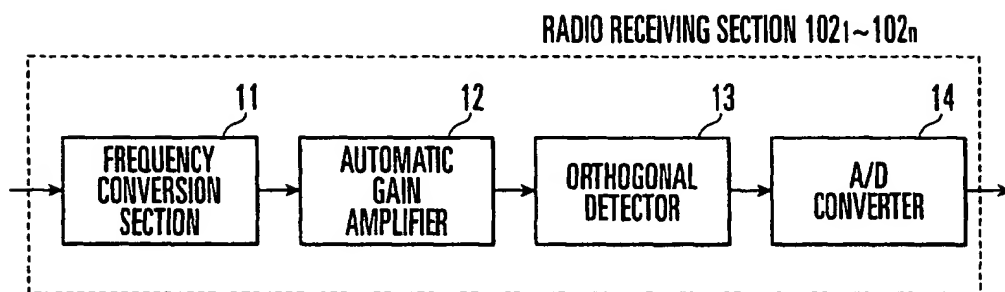 RADIO RECEIVING SECTION 102₁~102ₙ
11
12
13
14
FREQUENCY
CONVERSION
SECTION
AUTOMATIC
GAIN
AMPLIFIER
ORTHOGONAL
DETECTOR
A/D
CONVERTER